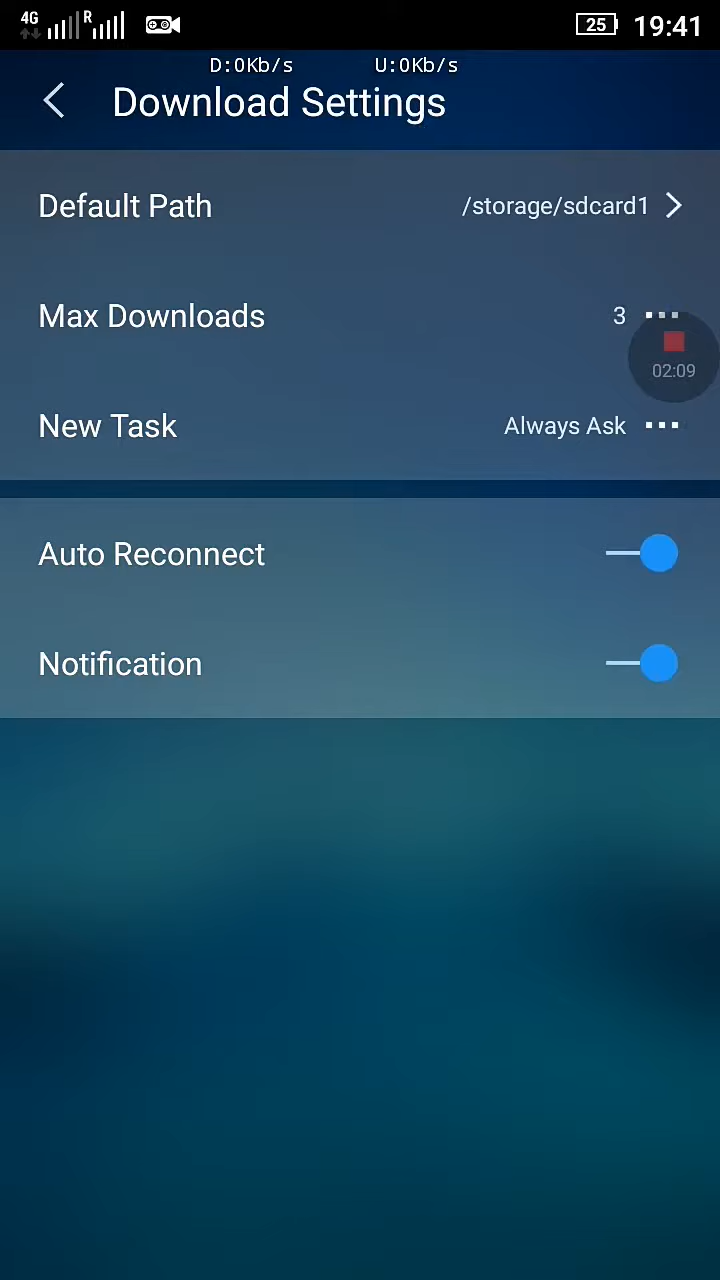 4G R 25 19:41
D:0Kb/s U:0Kb/s
Download Settings
Default Path /storage/sdcard1
Max Downloads 3
02:09
New Task Always Ask
Auto Reconnect
Notification